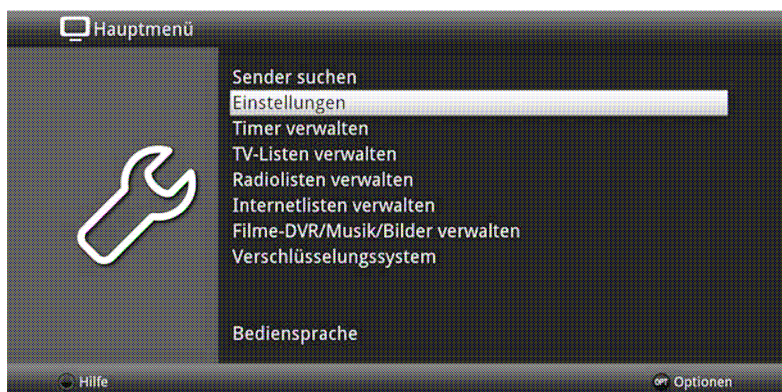 Hauptmenü
Sender suchen
Einstellungen
Timer verwalten
TV-Listen verwalten
Radiolisten verwalten
Internetlisten verwalten
Filme-DVR/Musik/Bilder verwalten
Verschlüsselungssystem
Bediensprache
Hilfe
OPT Optionen